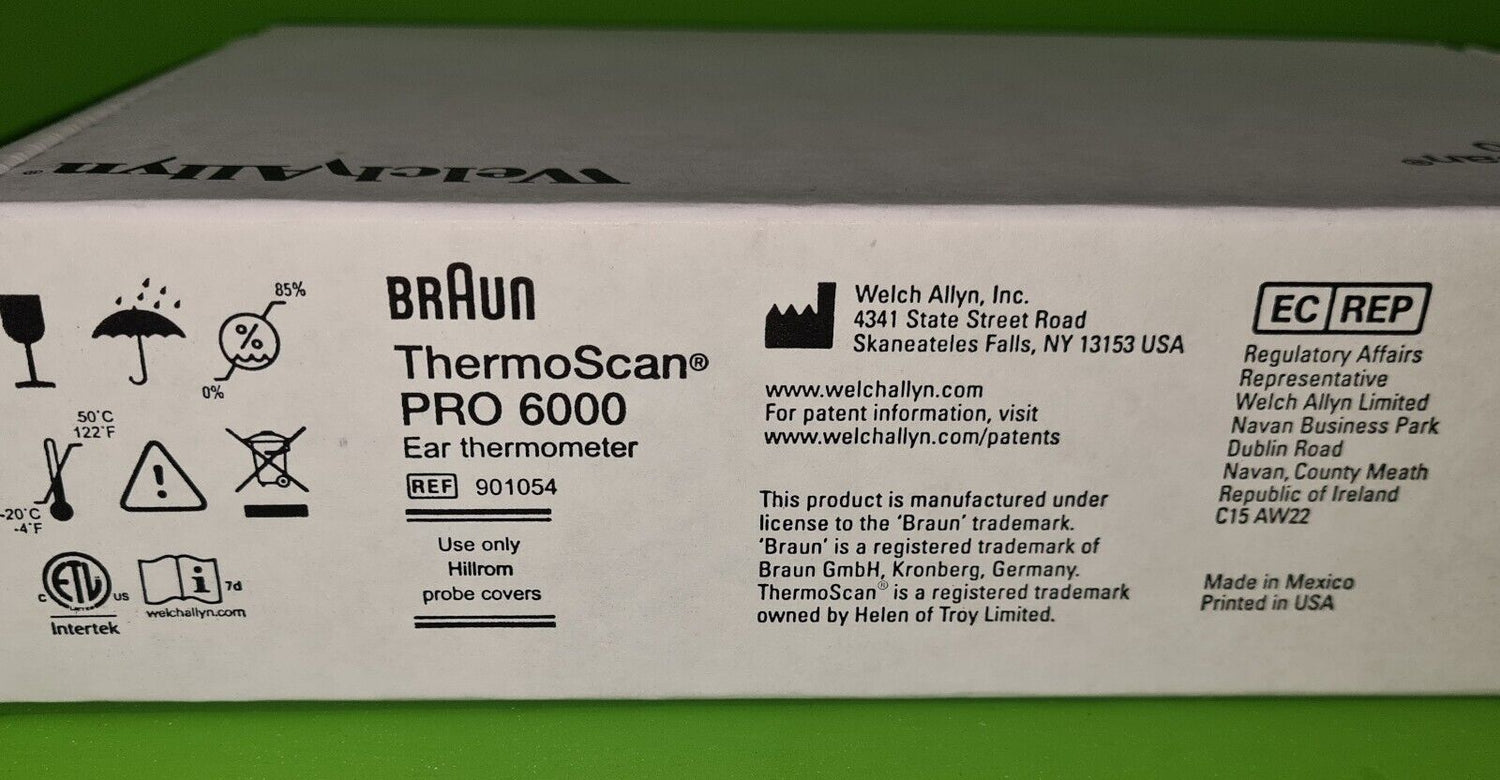 WelchAllyn®
85%
%
0%
50°C
122°F
-20°C
-4°F
!
C ETL US
Intertek
i 7d
welchallyn.com
BRAUN
ThermoScan®
PRO 6000
Ear thermometer
REF 901054
Use only
Hillrom
probe covers
Welch Allyn, Inc.
4341 State Street Road
Skaneateles Falls, NY 13153 USA
www.welchallyn.com
For patent information, visit
www.welchallyn.com/patents
This product is manufactured under
license to the 'Braun' trademark.
'Braun' is a registered trademark of
Braun GmbH, Kronberg, Germany.
ThermoScan® is a registered trademark
owned by Helen of Troy Limited.
EC REP
Regulatory Affairs
Representative
Welch Allyn Limited
Navan Business Park
Dublin Road
Navan, County Meath
Republic of Ireland
C15 AW22
Made in Mexico
Printed in USA